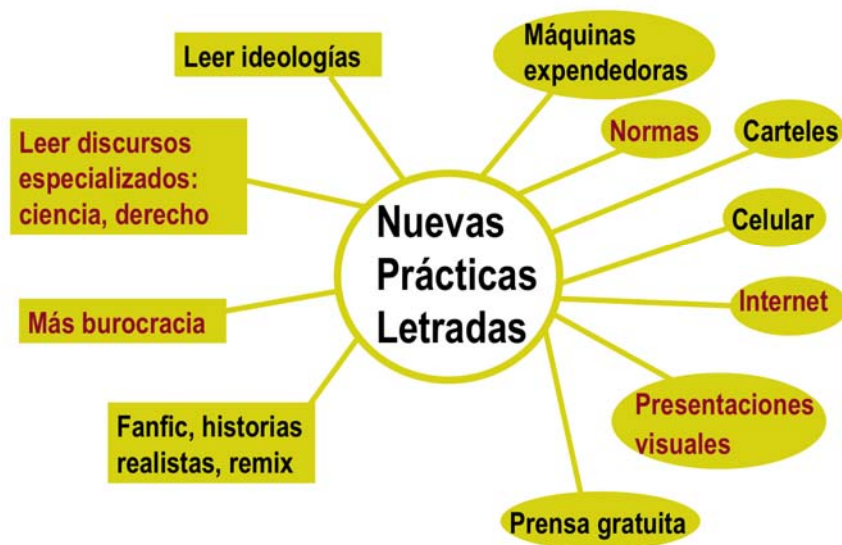 Leer ideologías
Máquinas
expendedoras
Leer discursos
especializados:
ciencia, derecho
Normas
Carteles
Nuevas
Prácticas
Letradas
Celular
Internet
Más burocracia
Presentaciones
visuales
Fanfic, historias
realistas, remix
Prensa gratuita